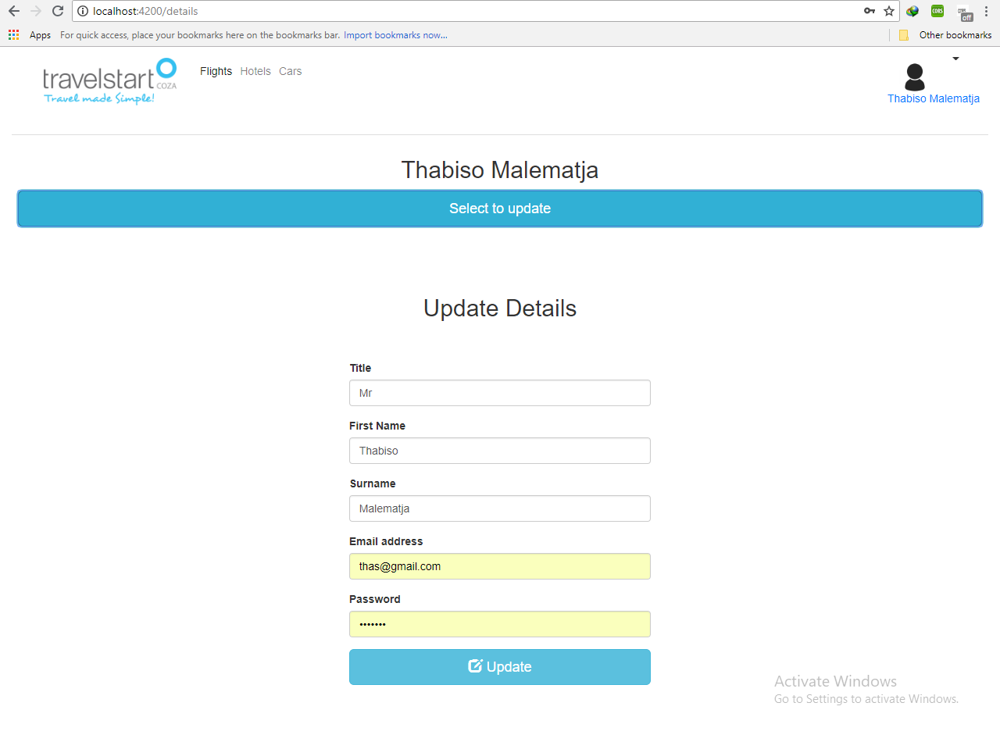 localhost:4200/details
CORS
CORS
off
Apps For quick access, place your bookmarks here on the bookmarks bar. Import bookmarks now... Other bookmarks
travelstart
COZA
Travel made Simple!
Flights Hotels Cars
Thabiso Malematja
Thabiso Malematja
Select to update
Update Details
Title
Mr
First Name
Thabiso
Surname
Malematja
Email address
thas@gmail.com
Password
•••••••
Update
Activate Windows
Go to Settings to activate Windows.